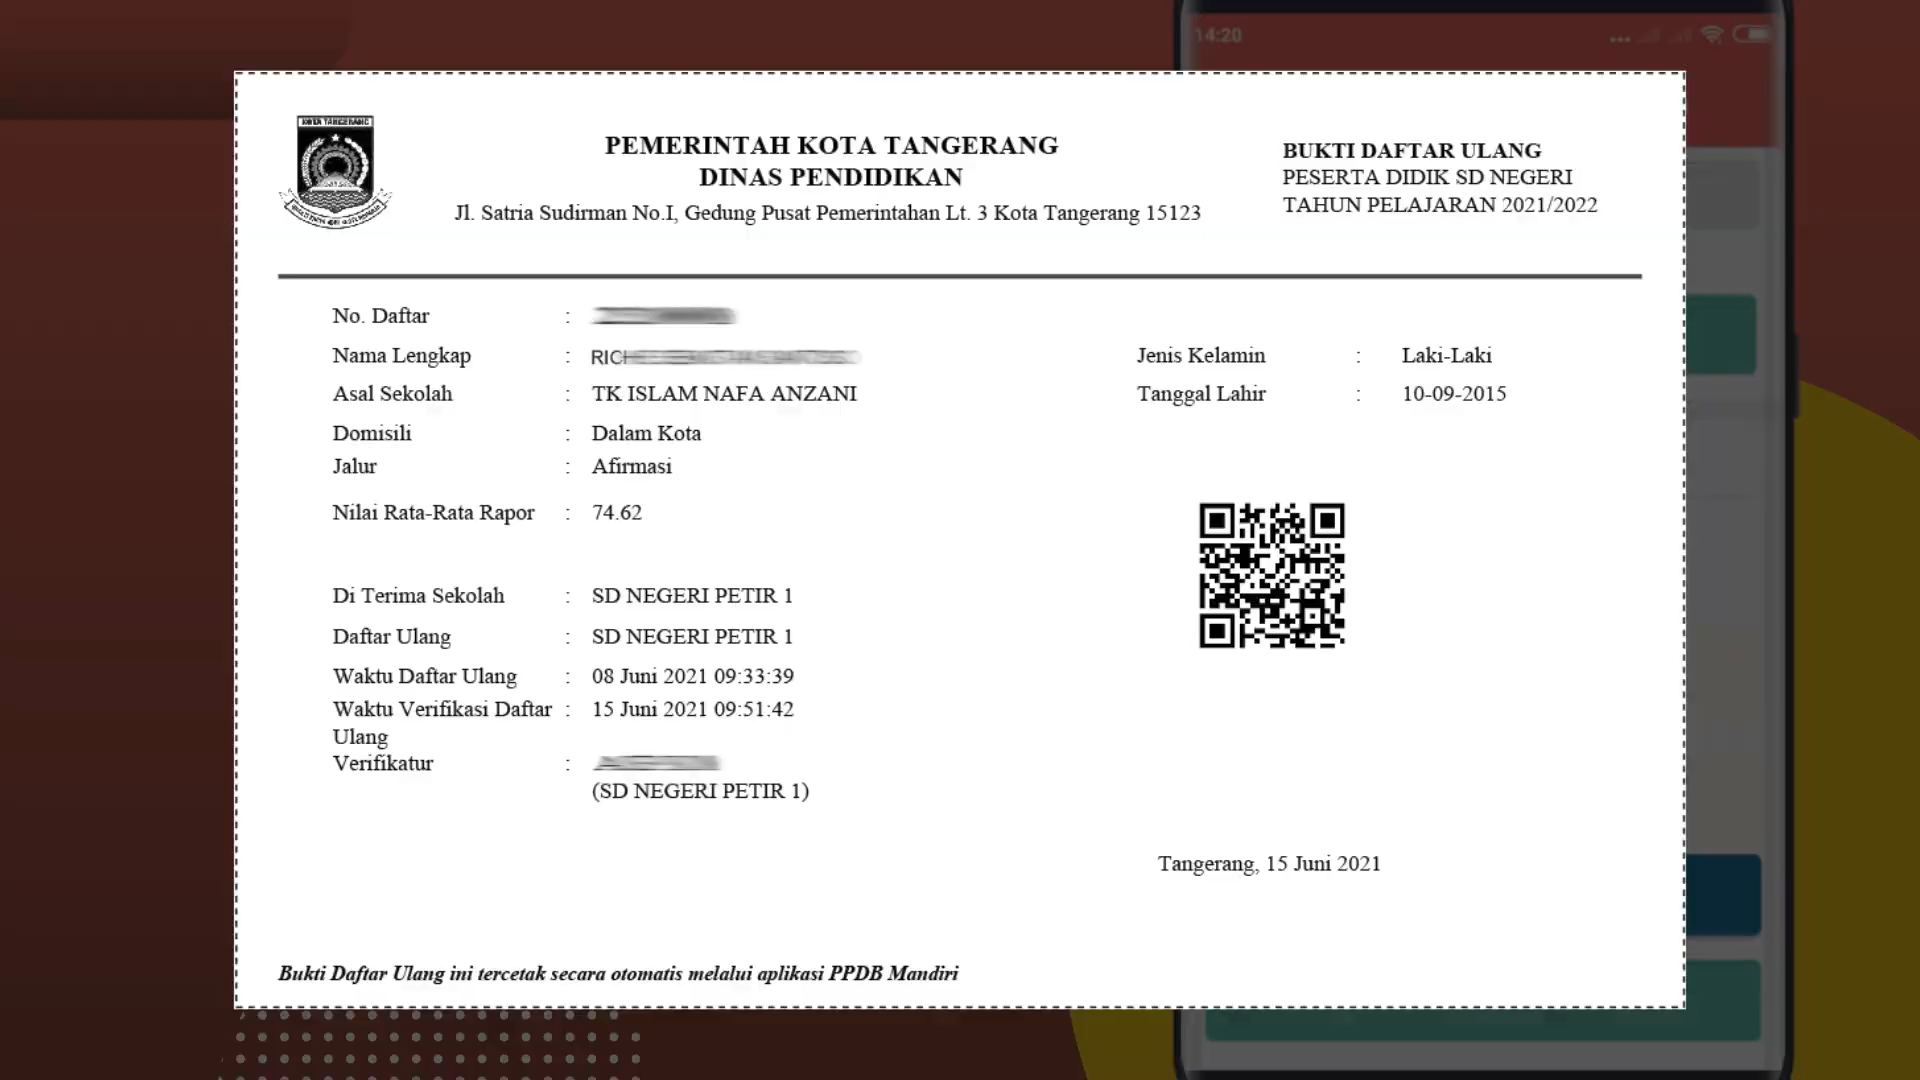 14:20
KOTA TANGERANG
PEMERINTAH KOTA TANGERANG
DINAS PENDIDIKAN
Jl. Satria Sudirman No.I, Gedung Pusat Pemerintahan Lt. 3 Kota Tangerang 15123
BUKTI DAFTAR ULANG
PESERTA DIDIK SD NEGERI
TAHUN PELAJARAN 2021/2022
No. Daftar :
Nama Lengkap : RIC
Jenis Kelamin : Laki-Laki
Asal Sekolah : TK ISLAM NAFA ANZANI
Tanggal Lahir : 10-09-2015
Domisili : Dalam Kota
Jalur : Afirmasi
Nilai Rata-Rata Rapor : 74.62
Di Terima Sekolah : SD NEGERI PETIR 1
Daftar Ulang : SD NEGERI PETIR 1
Waktu Daftar Ulang : 08 Juni 2021 09:33:39
Waktu Verifikasi Daftar : 15 Juni 2021 09:51:42
Ulang
Verifikatur :
(SD NEGERI PETIR 1)
Tangerang, 15 Juni 2021
Bukti Daftar Ulang ini tercetak secara otomatis melalui aplikasi PPDB Mandiri